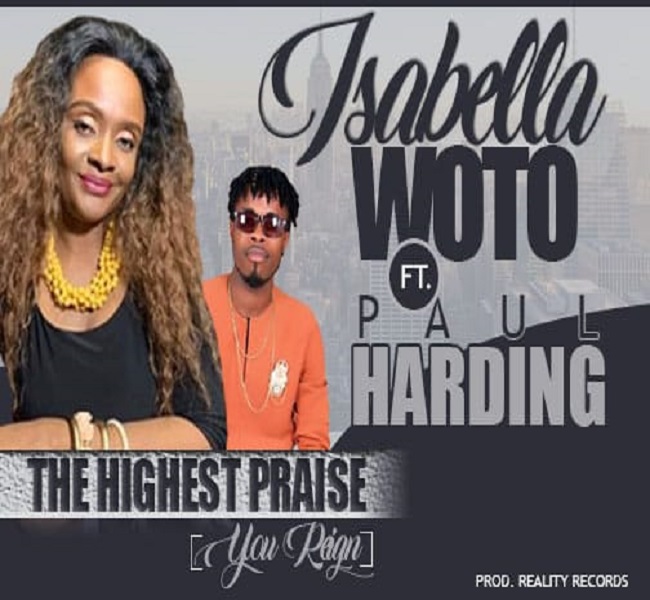 Isabella
WOTO
FT.
PAUL
HARDING
THE HIGHEST PRAISE
[You Reign]
PROD. REALITY RECORDS